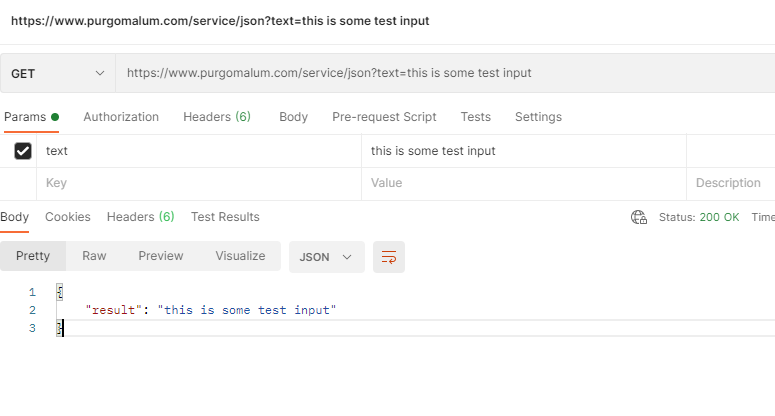 https://www.purgomalum.com/service/json?text=this is some test input
GET https://www.purgomalum.com/service/json?text=this is some test input
Params Authorization Headers (6) Body Pre-request Script Tests Settings
text this is some test input
Key Value Description
Body Cookies Headers (6) Test Results Status: 200 OK Time
Pretty Raw Preview Visualize JSON
1 {
2 "result": "this is some test input"
3 }